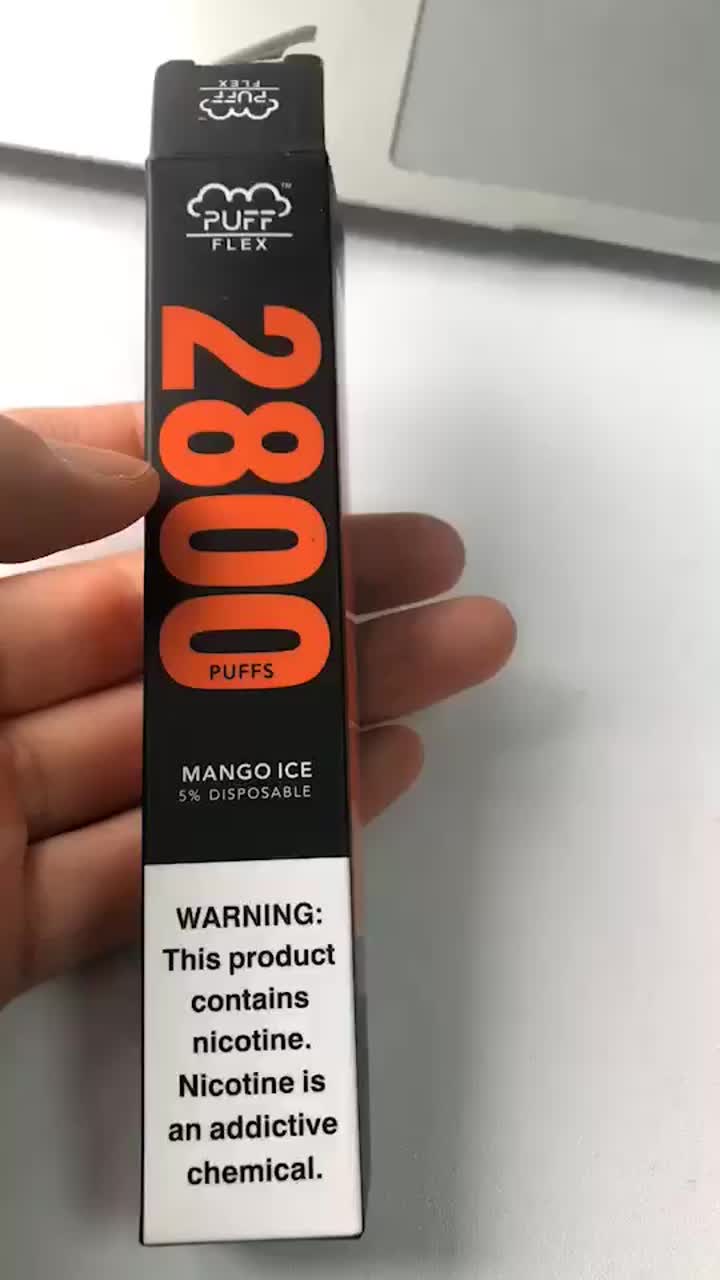 PUFF
FLEX
PUFF
FLEX
2800
PUFFS
MANGO ICE
5% DISPOSABLE
WARNING:
This product
contains
nicotine.
Nicotine is
an addictive
chemical.